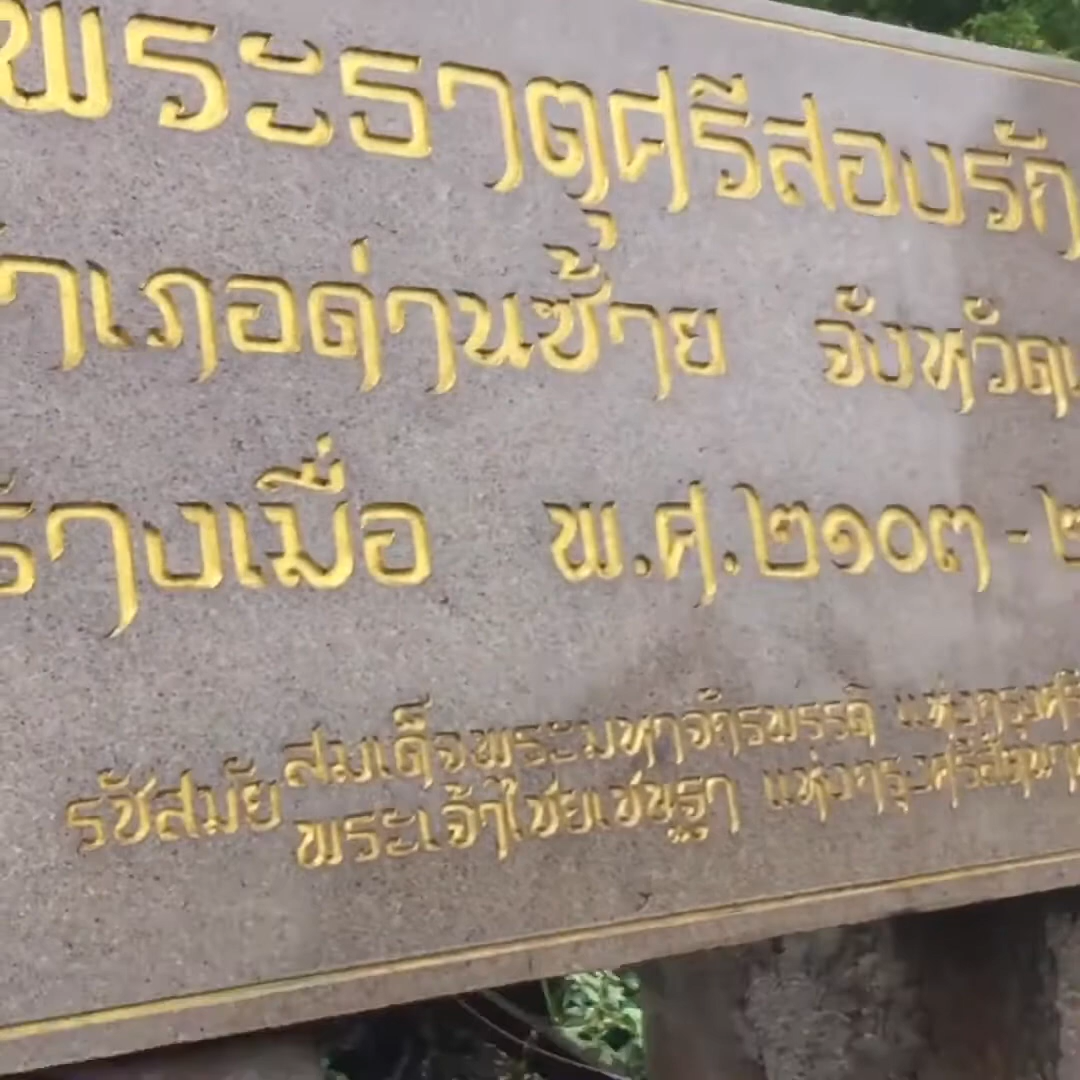 พระธาตุศรีสองรัก
อำเภอด่านซ้าย จังหวัดเ
ร้างเมื่อ พ.ศ.๒๑๐๓ - ๒
รัชสมัย สมเด็จพระมหาจักรพรรดิ แห่งกรุงศรี
พระเจ้าไชยเชษฐา แห่งกรุงศรีสัตนา